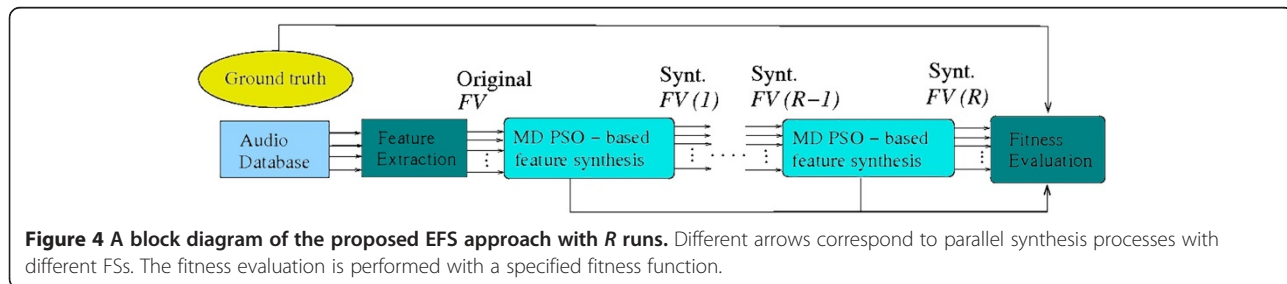 Ground truth
Original
FV
Synt.
FV (1)
Synt.
FV (R−1)
Synt.
FV (R)
Audio
Database
Feature
Extraction
MD PSO − based
feature synthesis
MD PSO − based
feature synthesis
Fitness
Evaluation
Figure 4 A block diagram of the proposed EFS approach with R runs. Different arrows correspond to parallel synthesis processes with
different FSs. The fitness evaluation is performed with a specified fitness function.